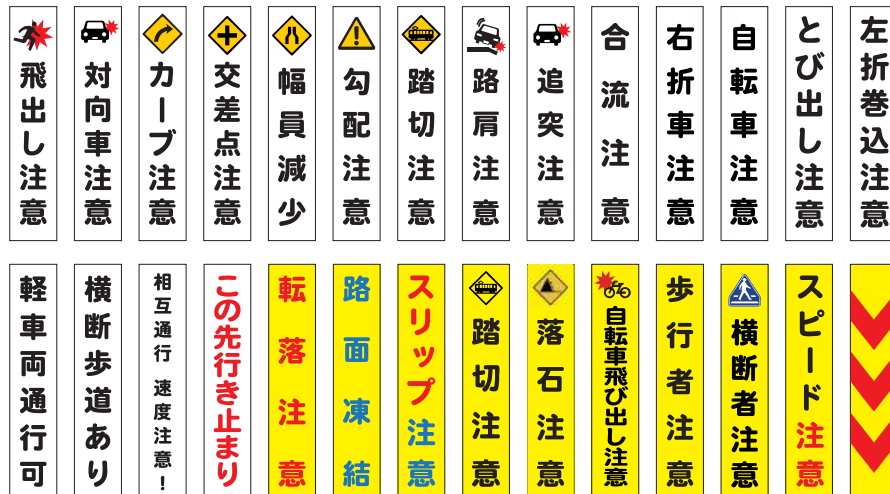 飛出し注意
対向車注意
カーブ注意
交差点注意
幅員減少
勾配注意
踏切注意
路肩注意
追突注意
合流注意
右折車注意
自転車注意
とび出し注意
左折巻込注意
軽車両通行可
横断歩道あり
相互通行 速度注意！
この先行き止まり
転落注意
路面凍結
スリップ注意
踏切注意
落石注意
自転車飛び出し注意
歩行者注意
横断者注意
スピード注意